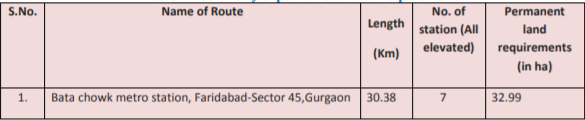 S.No. Name of Route Length (Km) No. of station (All elevated) Permanent land requirements (in ha)
1. Bata chowk metro station, Faridabad-Sector 45,Gurgaon 30.38 7 32.99